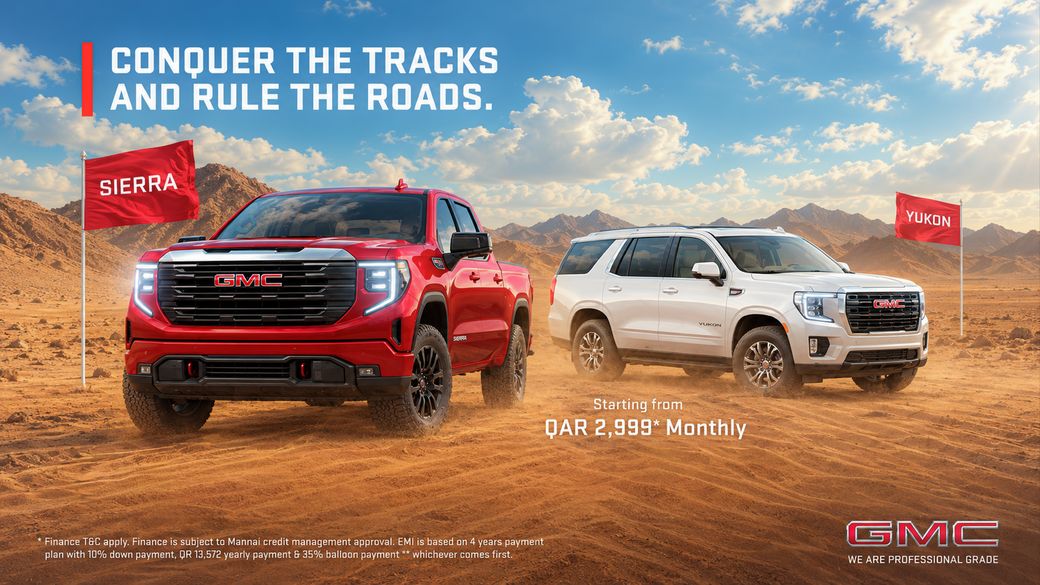 CONQUER THE TRACKS
AND RULE THE ROADS.
SIERRA
YUKON
GMC
SIERRA
YUKON
GMC
Starting from
QAR 2,999* Monthly
* Finance T&C apply. Finance is subject to Mannai credit management approval. EMI is based on 4 years payment
plan with 10% down payment, QR 13,572 yearly payment & 35% balloon payment ** whichever comes first.
GMC
WE ARE PROFESSIONAL GRADE